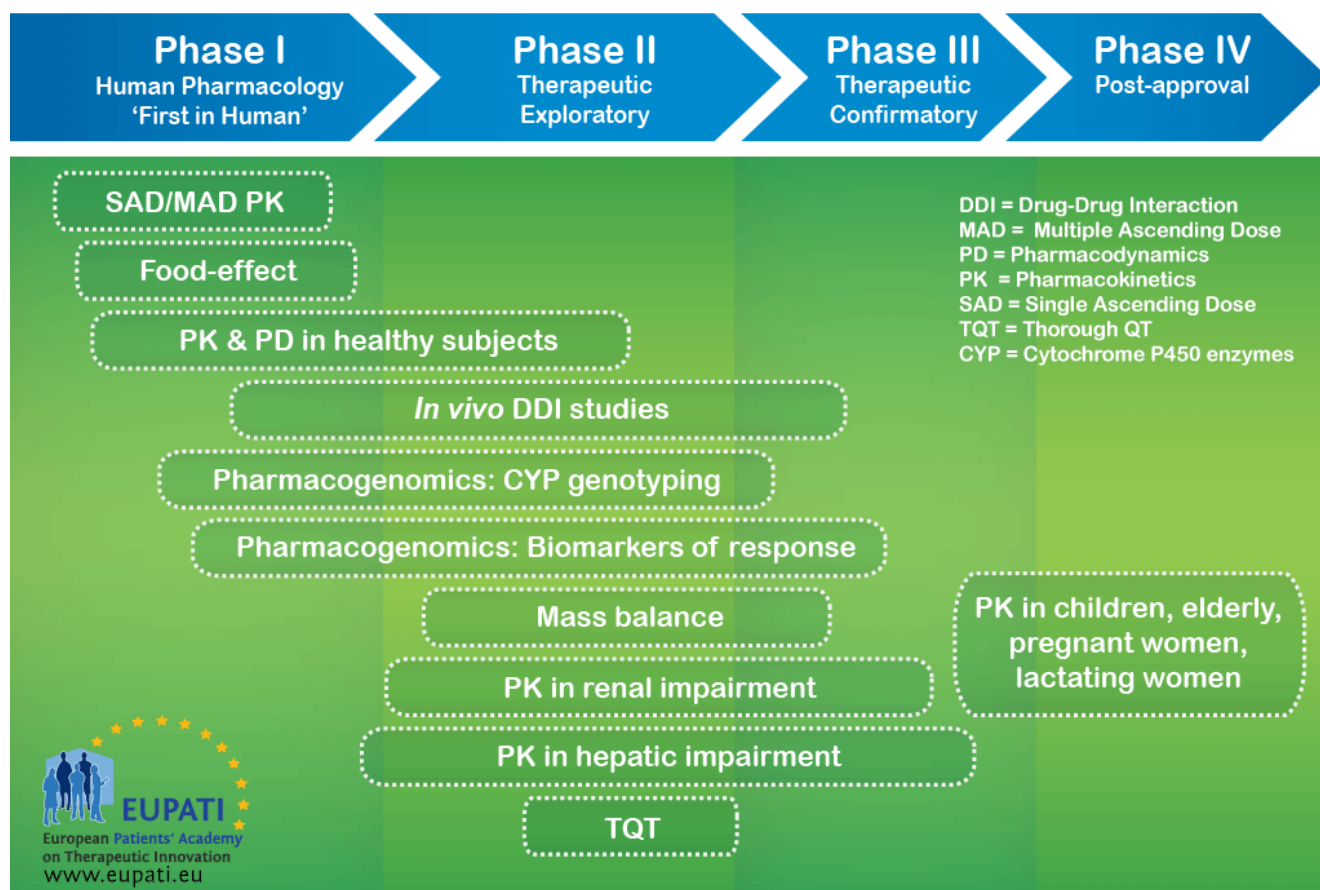 Phase I
Human Pharmacology
‘First in Human’
Phase II
Therapeutic
Exploratory
Phase III
Therapeutic
Confirmatory
Phase IV
Post-approval
SAD/MAD PK
Food-effect
PK & PD in healthy subjects
In vivo DDI studies
Pharmacogenomics: CYP genotyping
Pharmacogenomics: Biomarkers of response
Mass balance
PK in renal impairment
PK in hepatic impairment
TQT
DDI = Drug-Drug Interaction
MAD = Multiple Ascending Dose
PD = Pharmacodynamics
PK = Pharmacokinetics
SAD = Single Ascending Dose
TQT = Thorough QT
CYP = Cytochrome P450 enzymes
PK in children, elderly,
pregnant women,
lactating women
EUPATI
European Patients’ Academy
on Therapeutic Innovation
www.eupati.eu